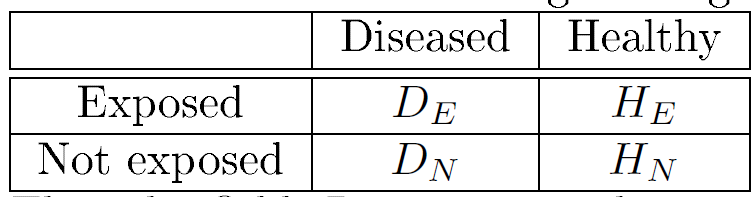 Diseased Healthy
Exposed D_E H_E
Not exposed D_N H_N